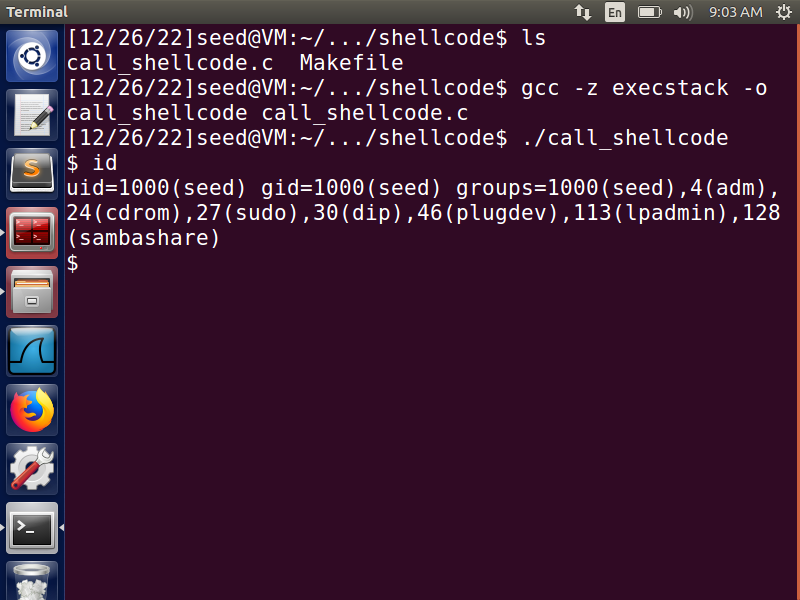 Terminal
En
9:03 AM
[12/26/22]seed@VM:~/.../shellcode$ ls
call_shellcode.c  Makefile
[12/26/22]seed@VM:~/.../shellcode$ gcc -z execstack -o
call_shellcode call_shellcode.c
[12/26/22]seed@VM:~/.../shellcode$ ./call_shellcode
$ id
uid=1000(seed) gid=1000(seed) groups=1000(seed),4(adm),
24(cdrom),27(sudo),30(dip),46(plugdev),113(lpadmin),128
(sambashare)
$